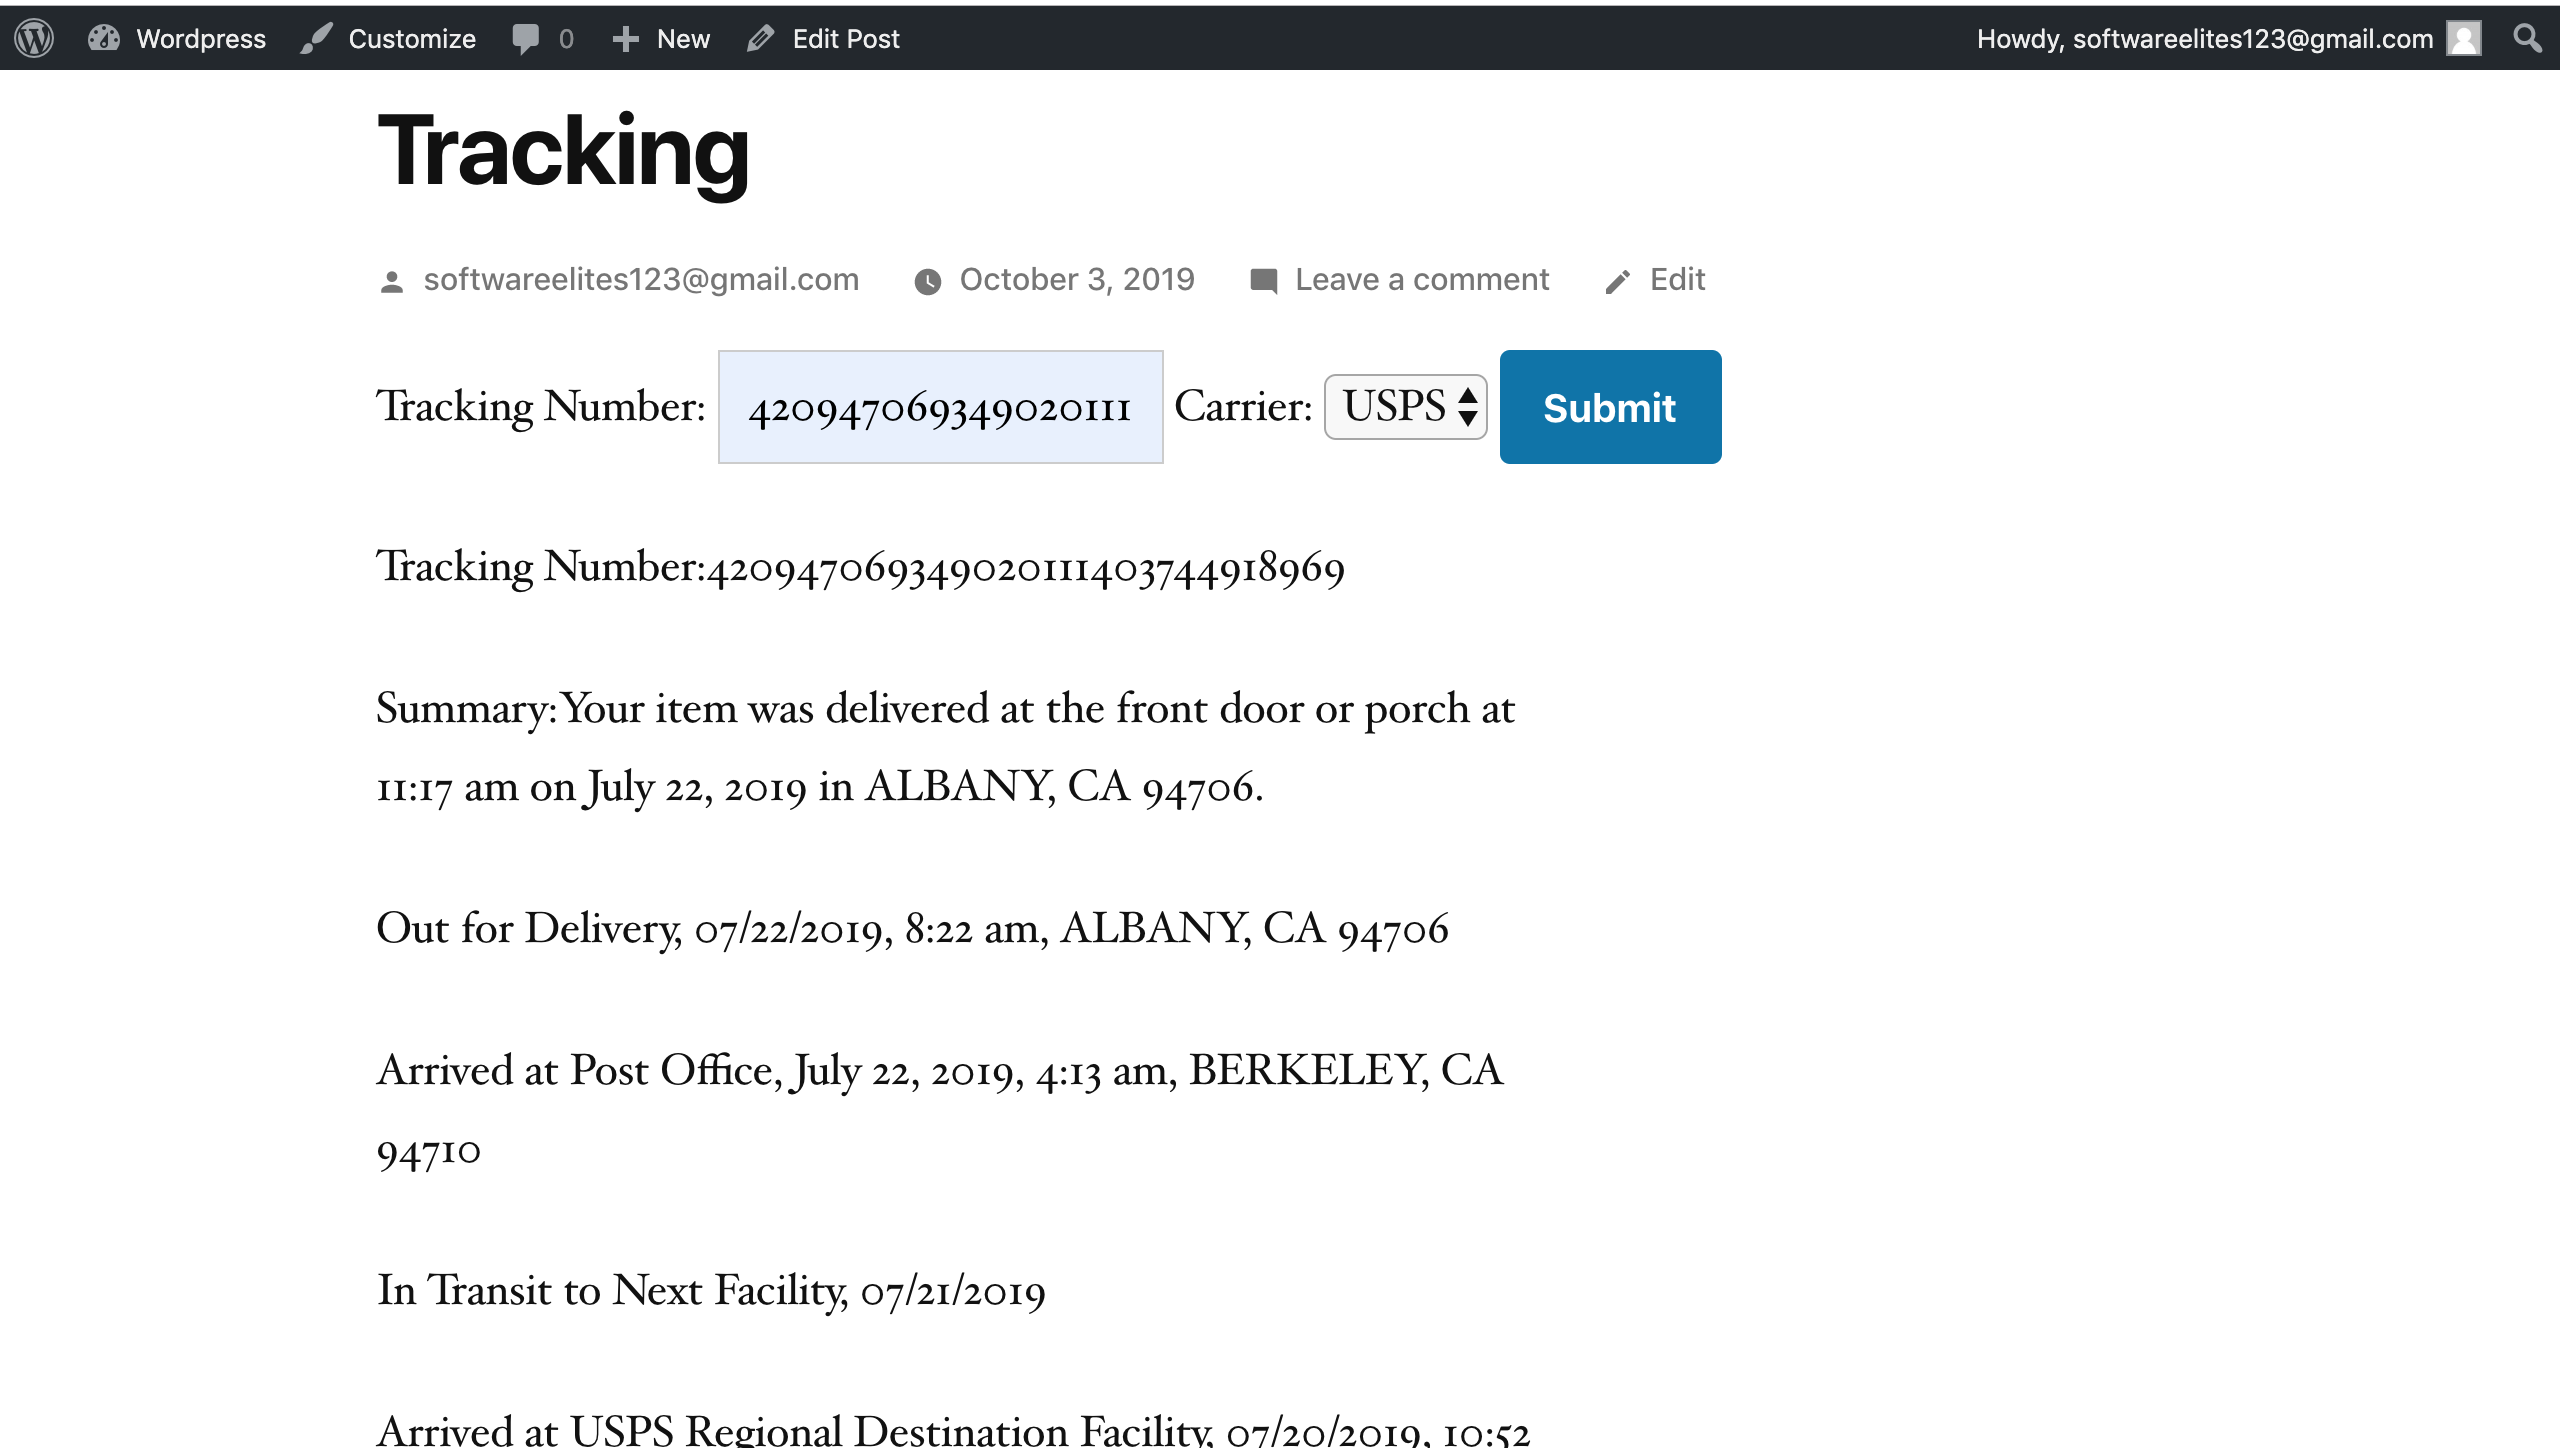 Wordpress Customize 0 New Edit Post Howdy, softwareelites123@gmail.com
Tracking
softwareelites123@gmail.com October 3, 2019 Leave a comment Edit
Tracking Number: 420947069349020111 Carrier: USPS Submit
Tracking Number:420947069349020111403744918969
Summary:Your item was delivered at the front door or porch at
11:17 am on July 22, 2019 in ALBANY, CA 94706.
Out for Delivery, 07/22/2019, 8:22 am, ALBANY, CA 94706
Arrived at Post Office, July 22, 2019, 4:13 am, BERKELEY, CA
94710
In Transit to Next Facility, 07/21/2019
Arrived at USPS Regional Destination Facility, 07/20/2019, 10:52